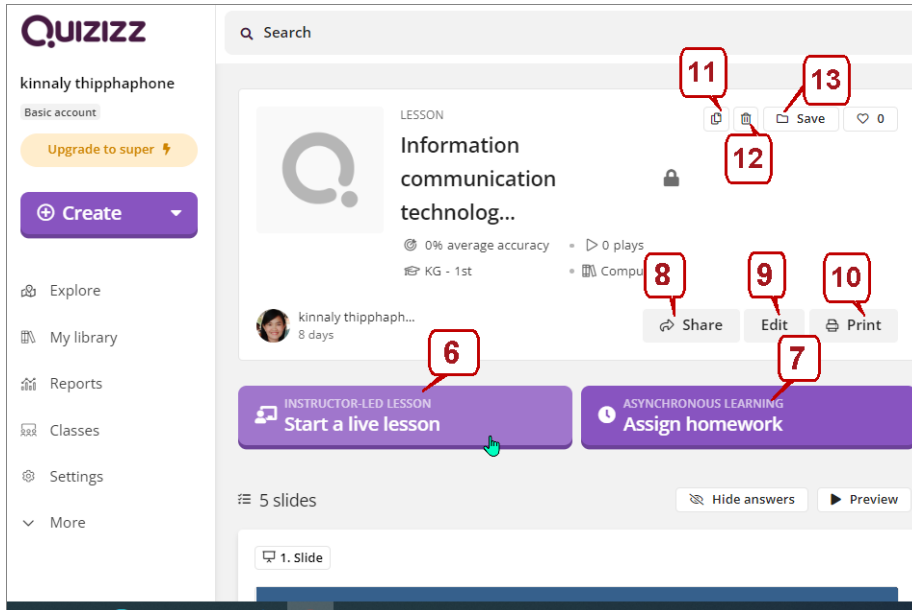 QUIZIZZ
Search
kinnaly thipphaphone
Basic account
Upgrade to super
Create
Explore
My library
Reports
Classes
Settings
More
11
13
LESSON
Save
0
12
Information
communication
technolog...
0% average accuracy
0 plays
KG - 1st
Compu
8
9
10
kinnaly thipphaph...
8 days
Share
Edit
Print
6
7
INSTRUCTOR-LED LESSON
Start a live lesson
ASYNCHRONOUS LEARNING
Assign homework
5 slides
Hide answers
Preview
1. Slide